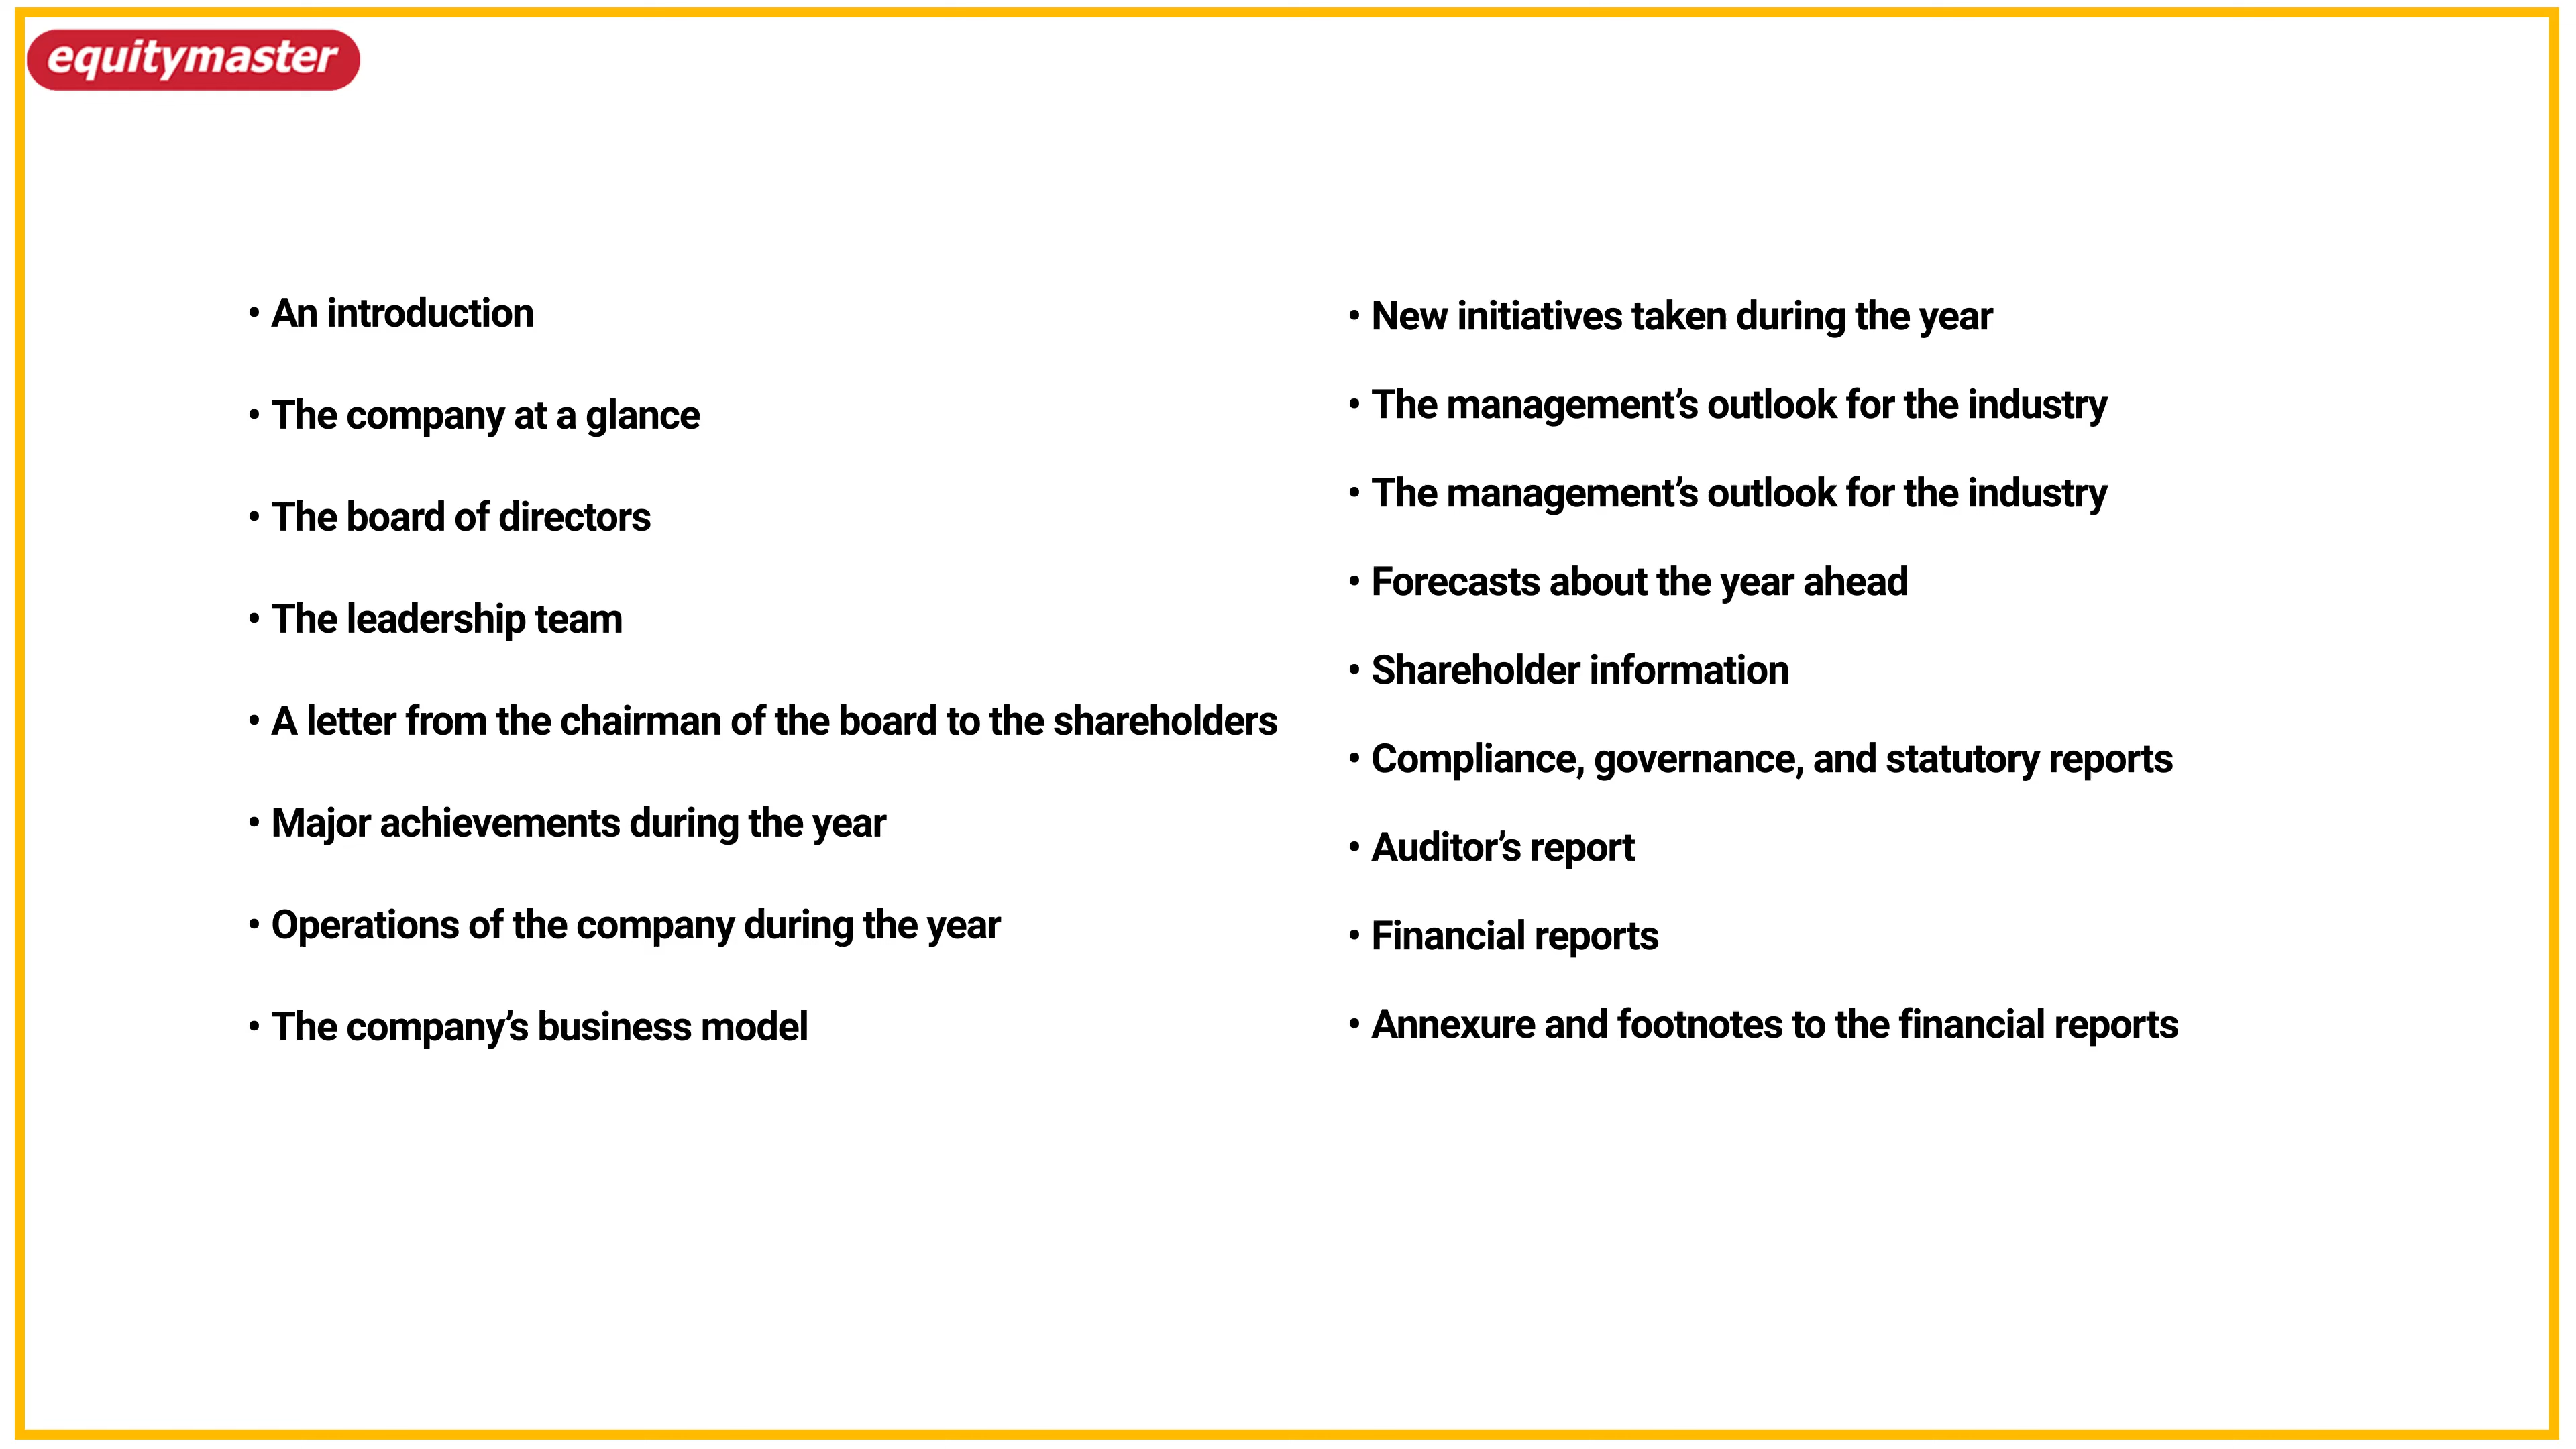 equitymaster
• An introduction
• The company at a glance
• The board of directors
• The leadership team
• A letter from the chairman of the board to the shareholders
• Major achievements during the year
• Operations of the company during the year
• The company’s business model
• New initiatives taken during the year
• The management’s outlook for the industry
• The management’s outlook for the industry
• Forecasts about the year ahead
• Shareholder information
• Compliance, governance, and statutory reports
• Auditor’s report
• Financial reports
• Annexure and footnotes to the financial reports